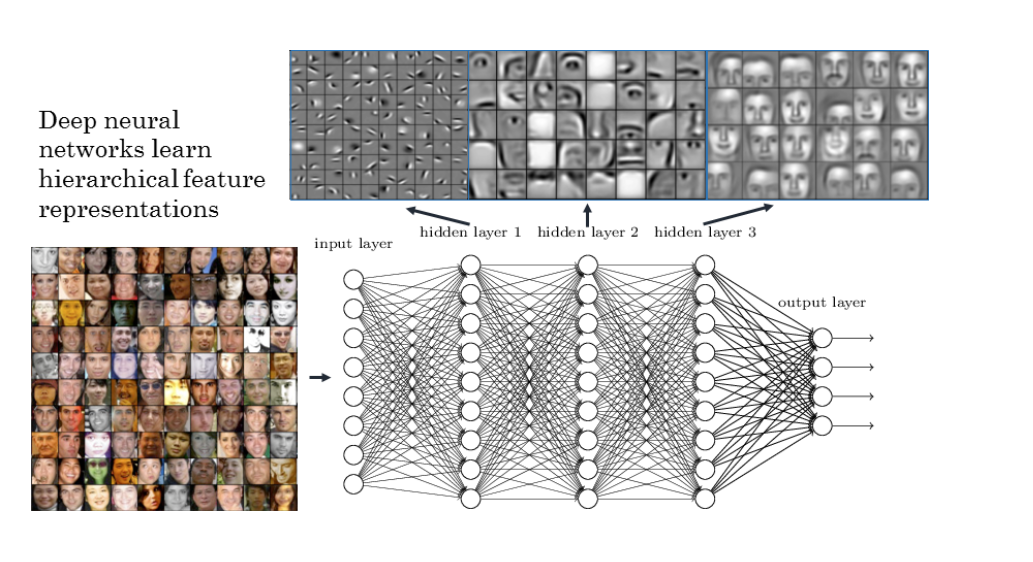 Deep neural
networks learn
hierarchical feature
representations
input layer
hidden layer 1
hidden layer 2
hidden layer 3
output layer